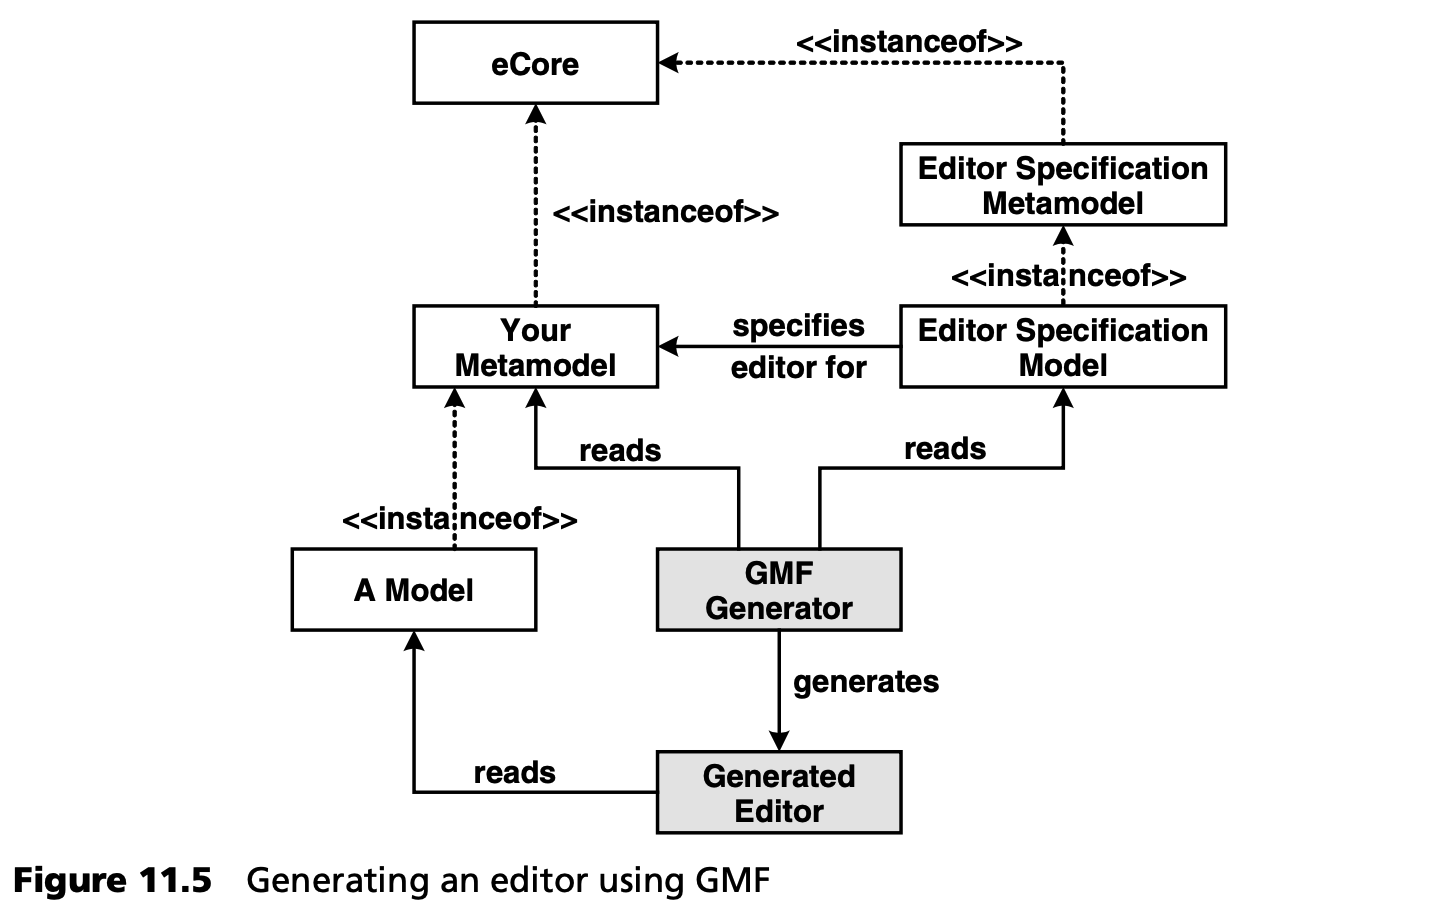 eCore
<<instanceof>>
Editor Specification
Metamodel
<<instanceof>>
<<instanceof>>
Your
Metamodel
specifies
editor for
Editor Specification
Model
reads
reads
<<instanceof>>
A Model
GMF
Generator
generates
reads
Generated
Editor
Figure 11.5 Generating an editor using GMF